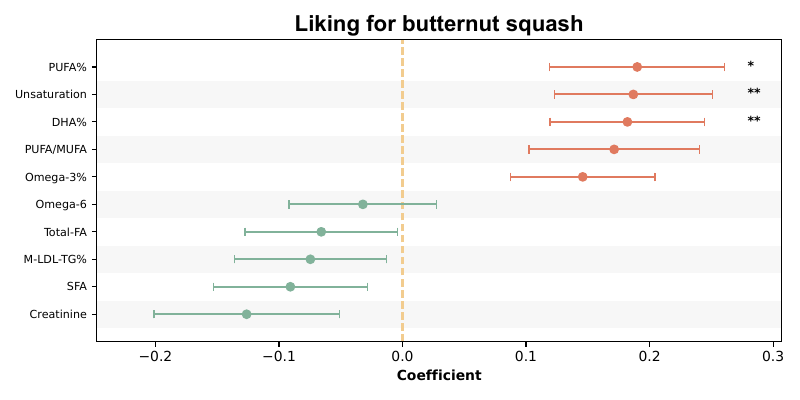 Liking for butternut squash
PUFA% *
Unsaturation **
DHA% **
PUFA/MUFA
Omega-3%
Omega-6
Total-FA
M-LDL-TG%
SFA
Creatinine
−0.2 −0.1 0.0 0.1 0.2 0.3
Coefficient